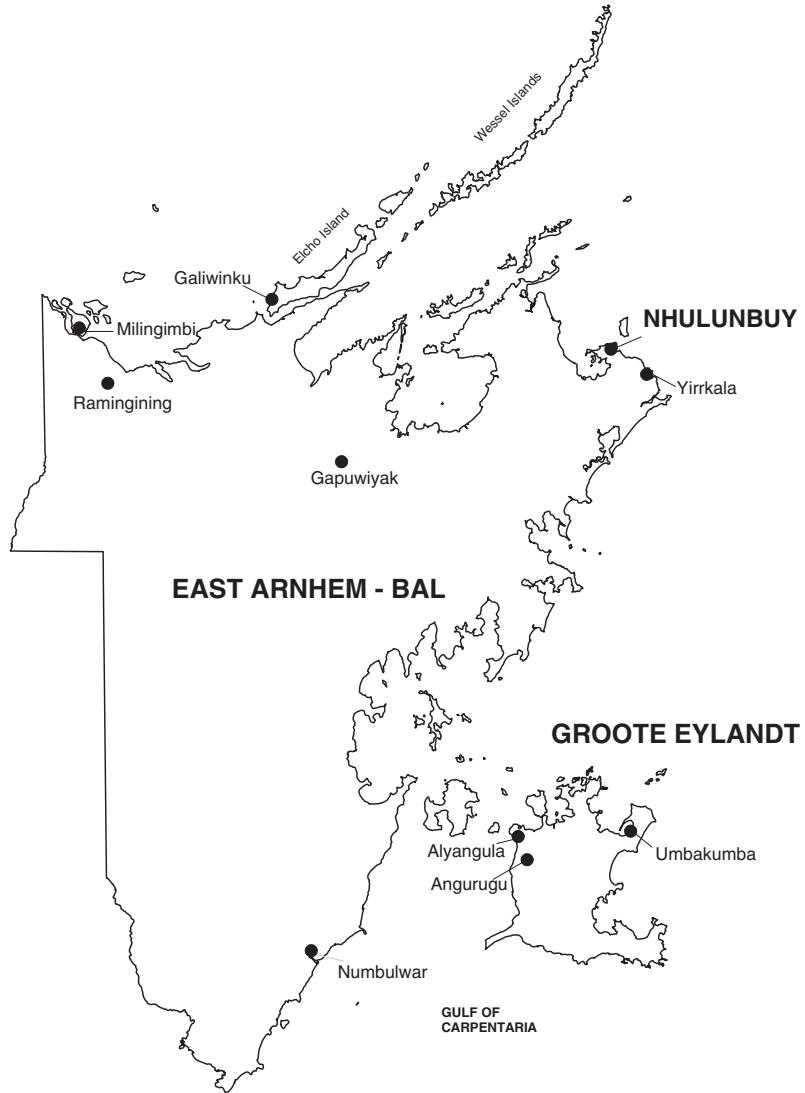 Wessel Islands
Elcho Island
Galiwinku
NHULUNBUY
Milingimbi
Yirrkala
Ramingining
Gapuwiyak
EAST ARNHEM - BAL
GROOTE EYLANDT
Alyangula
Umbakumba
Angurugu
Numbulwar
GULF OF
CARPENTARIA